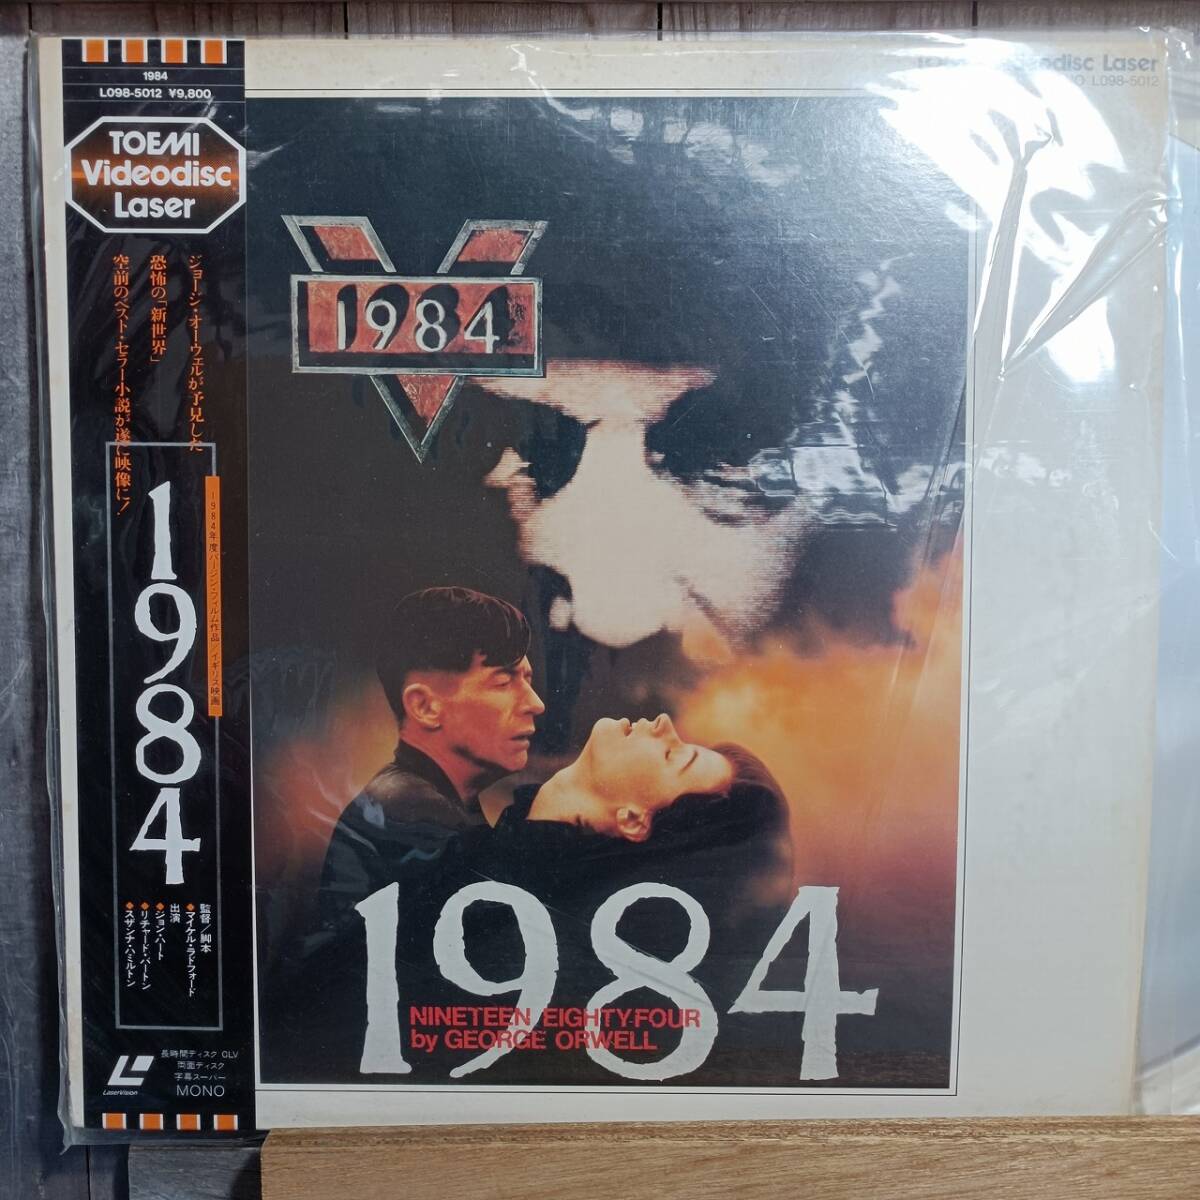 1984
L098-5012 ¥9,800
TOEMI
Videodisc
Laser
ジョージ・オーウェルが予見した
恐怖の「新世界」
空前のベスト・セラー小説が遂に映像に!
1984年度バージン・フィルム作品/イギリス映画
1984
監督/脚本
◆マイケル・ラドフォード
出演
◆ジョン・ハート
◆リチャード・バートン
◆スザンナ・ハミルトン
LaserVision
長時間ディスク CLV
両面ディスク
字幕スーパー
MONO
Videodisc Laser
L098-5012
1984
1984
NINETEEN EIGHTY-FOUR
by GEORGE ORWELL